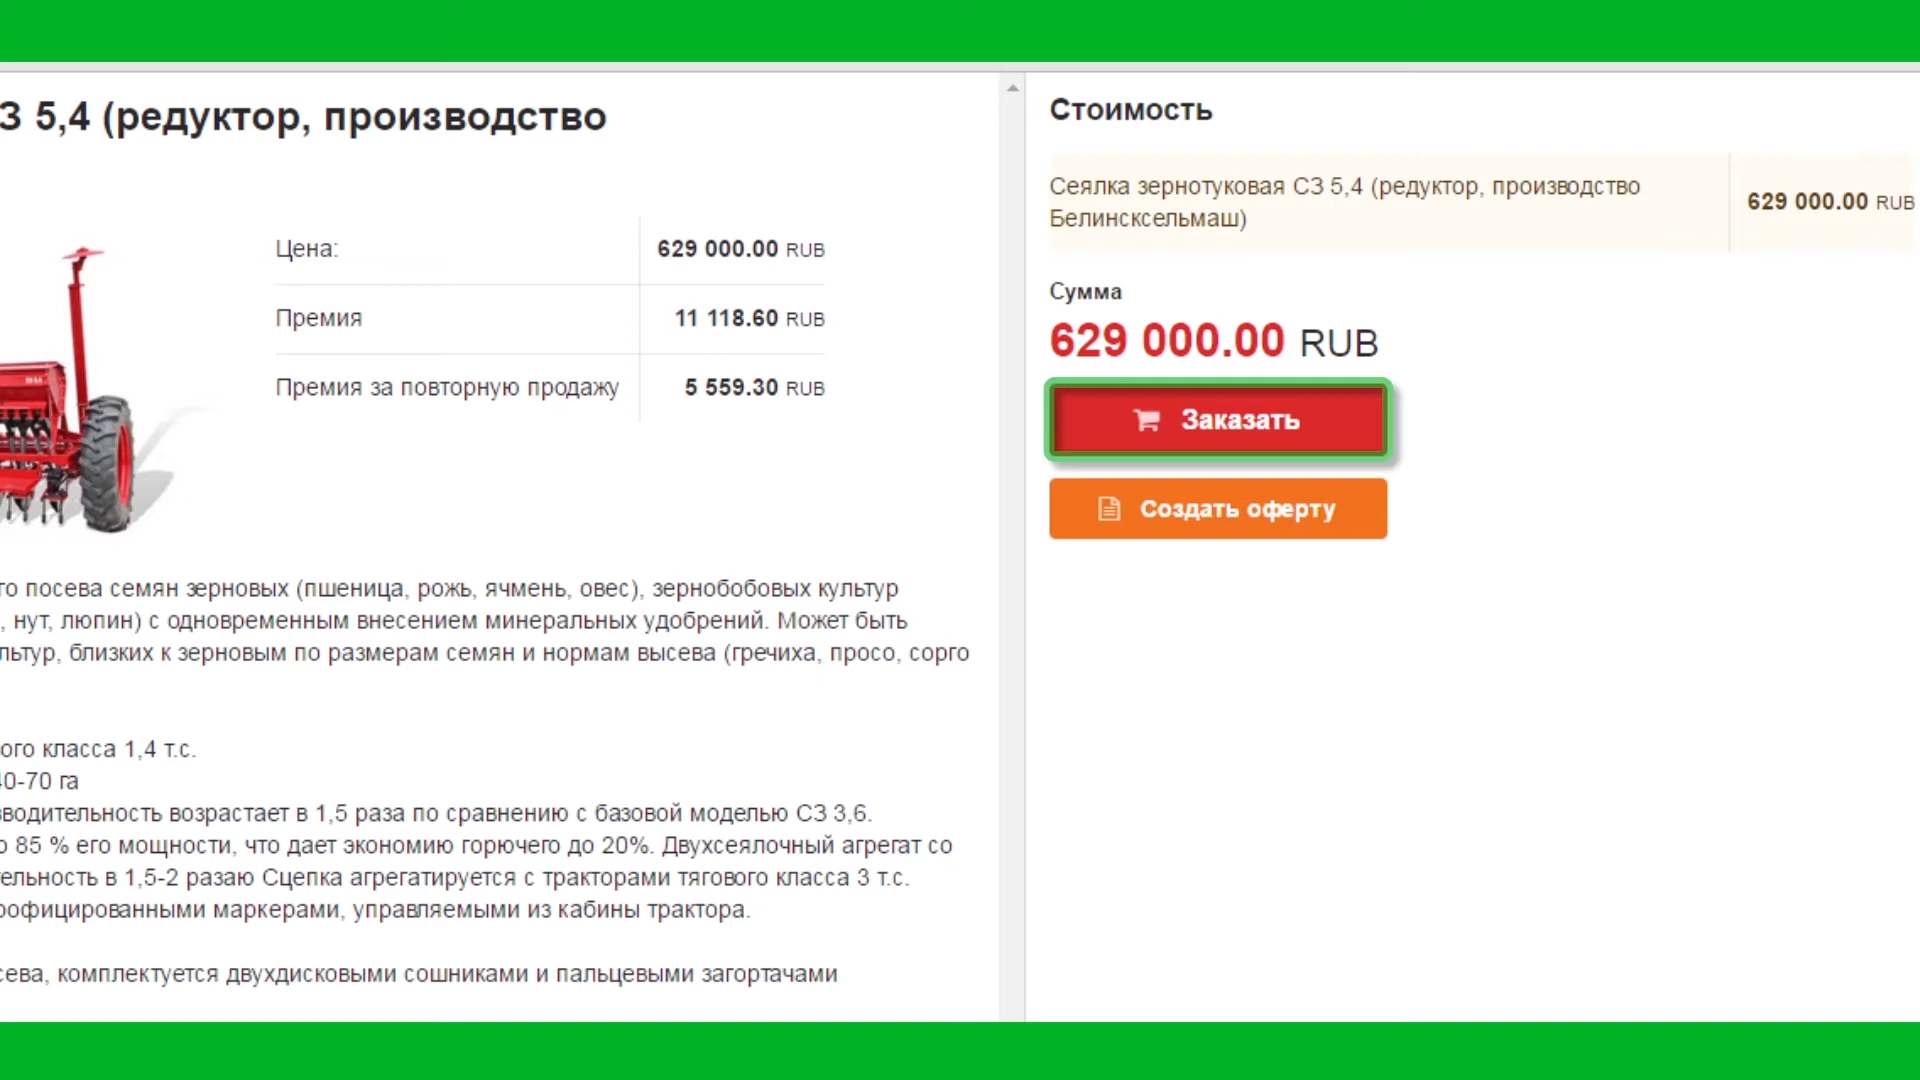 З 5,4 (редуктор, производство
Цена: 629 000.00 RUB
Премия 11 118.60 RUB
Премия за повторную продажу 5 559.30 RUB
го посева семян зерновых (пшеница, рожь, ячмень, овес), зернобобовых культур
, нут, люпин) с одновременным внесением минеральных удобрений. Может быть
льтур, близких к зерновым по размерам семян и нормам высева (гречиха, просо, сорго
ого класса 1,4 т.с.
40-70 га
зводительность возрастает в 1,5 раза по сравнению с базовой моделью СЗ 3,6.
о 85 % его мощности, что дает экономию горючего до 20%. Двухсеялочный агрегат со
тельность в 1,5-2 разаю Сцепка агрегатируется с тракторами тягового класса 3 т.с.
рофицированными маркерами, управляемыми из кабины трактора.
сева, комплектуется двухдисковыми сошниками и пальцевыми загортачами
Стоимость
Сеялка зернотуковая СЗ 5,4 (редуктор, производство
Белинсксельмаш)
629 000.00 RUB
Сумма
629 000.00 RUB
Заказать
Создать оферту